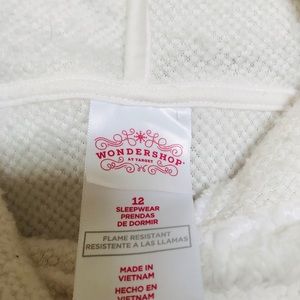 WONDERSHOP
AT TARGET
12
SLEEPWEAR
PRENDAS
DE DORMIR
FLAME RESISTANT
RESISTENTE A LAS LLAMAS
MADE IN
VIETNAM
HECHO EN
VIETNAM